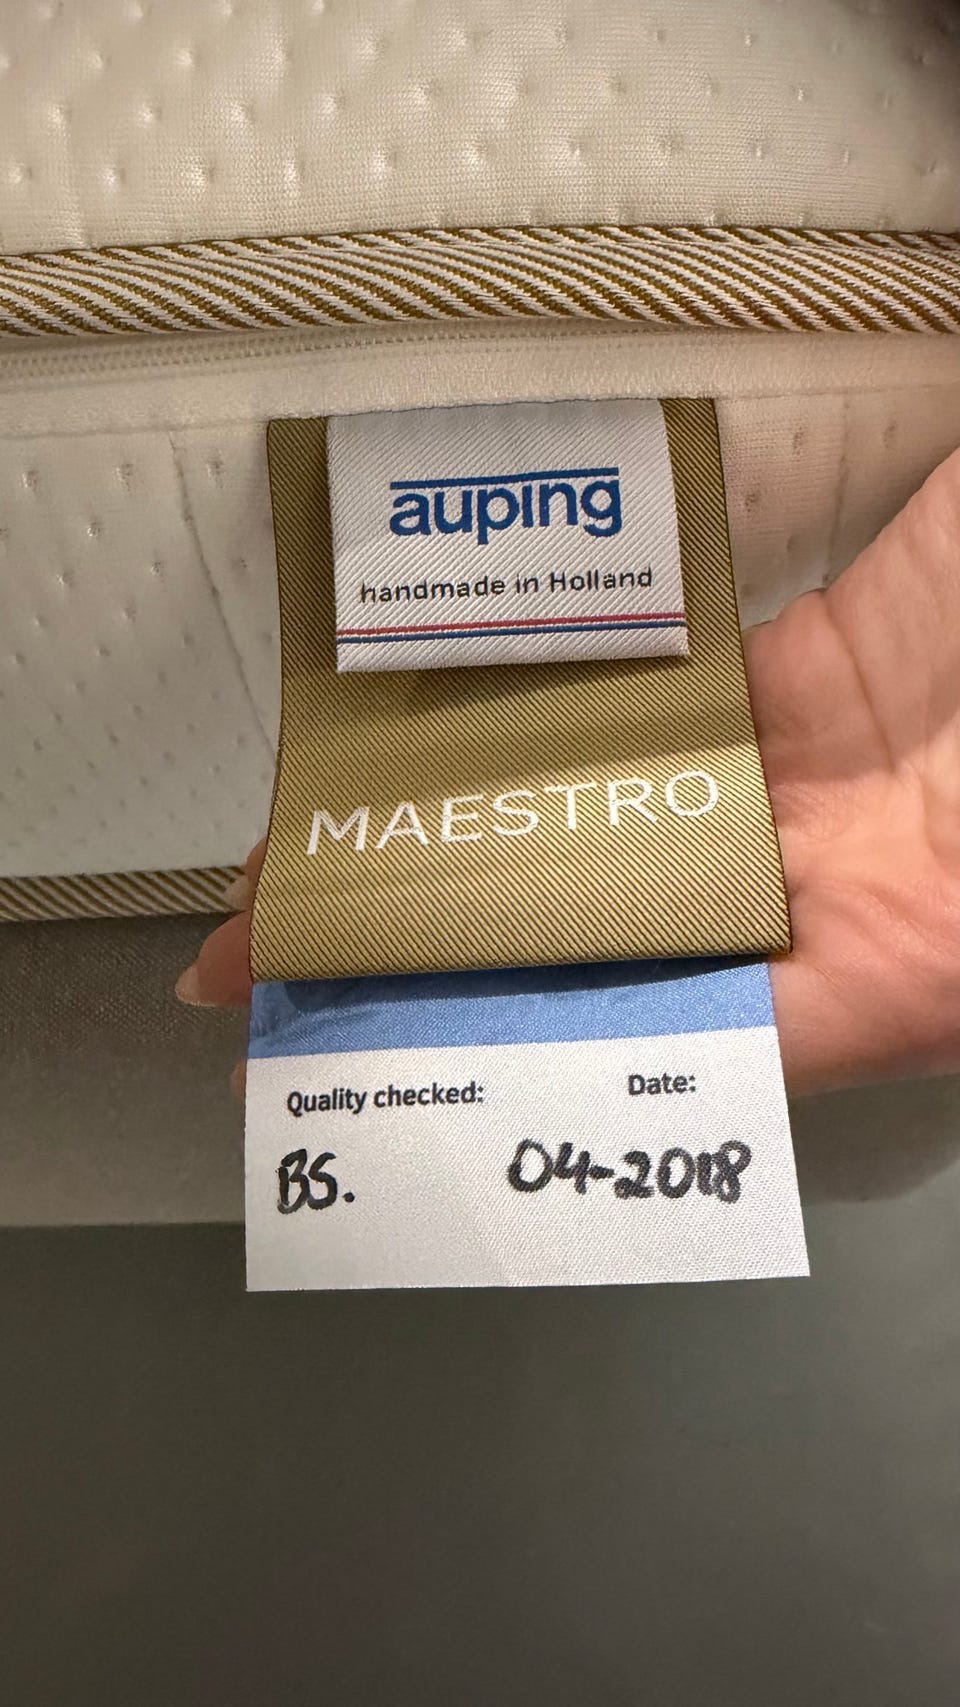 auping
handmade in Holland
MAESTRO
Quality checked: Date:
BS. 04-2018